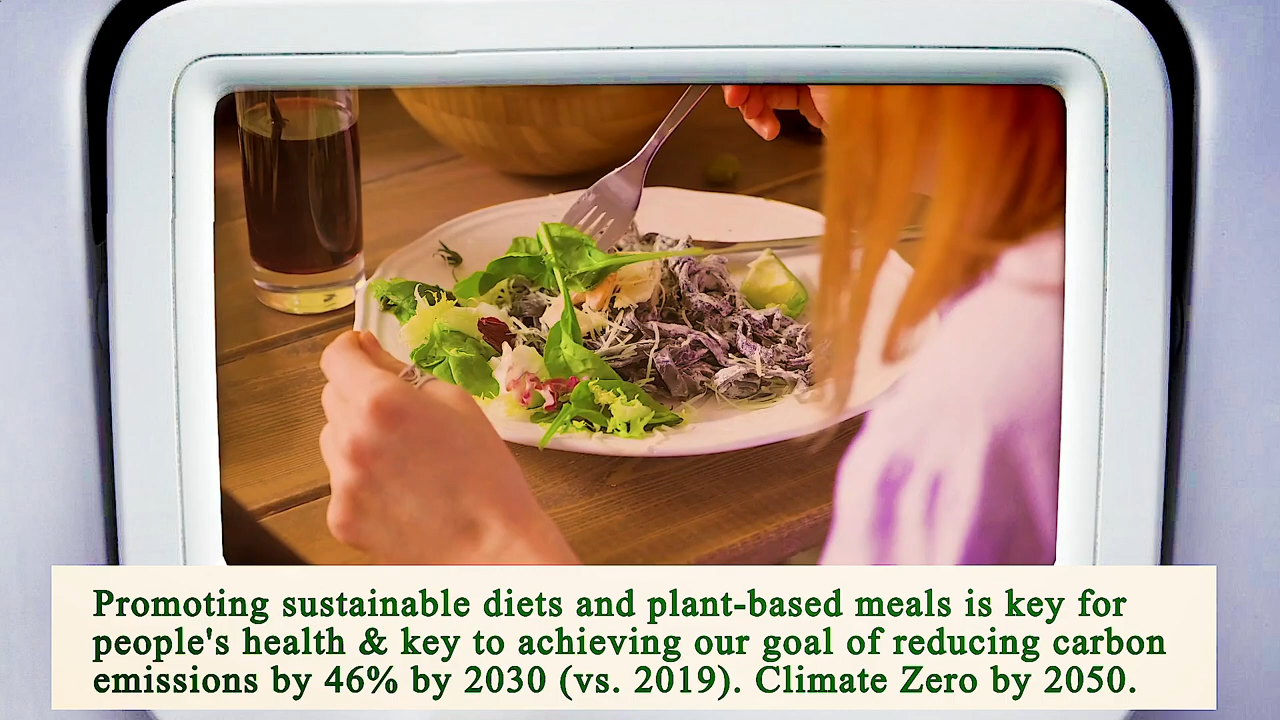 Promoting sustainable diets and plant-based meals is key for
people's health & key to achieving our goal of reducing carbon
emissions by 46% by 2030 (vs. 2019). Climate Zero by 2050.